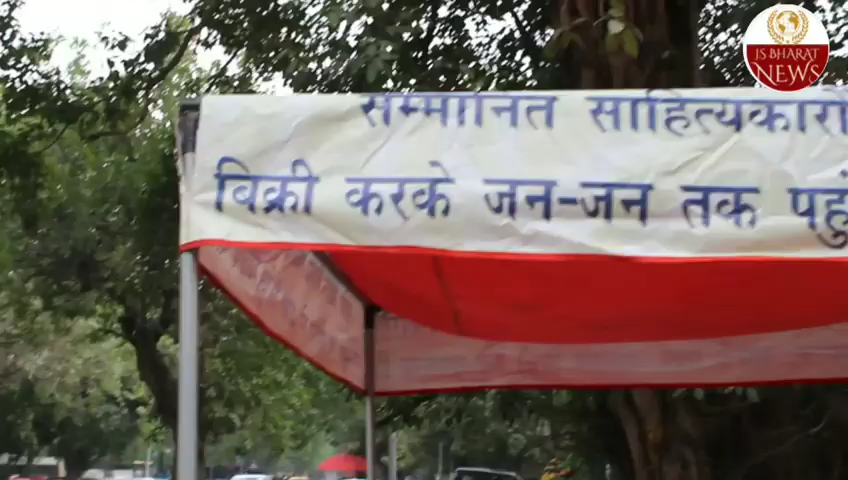 JS BHARAT
NEWS
सम्मानित साहित्यकारों
बिक्री करके जन-जन तक